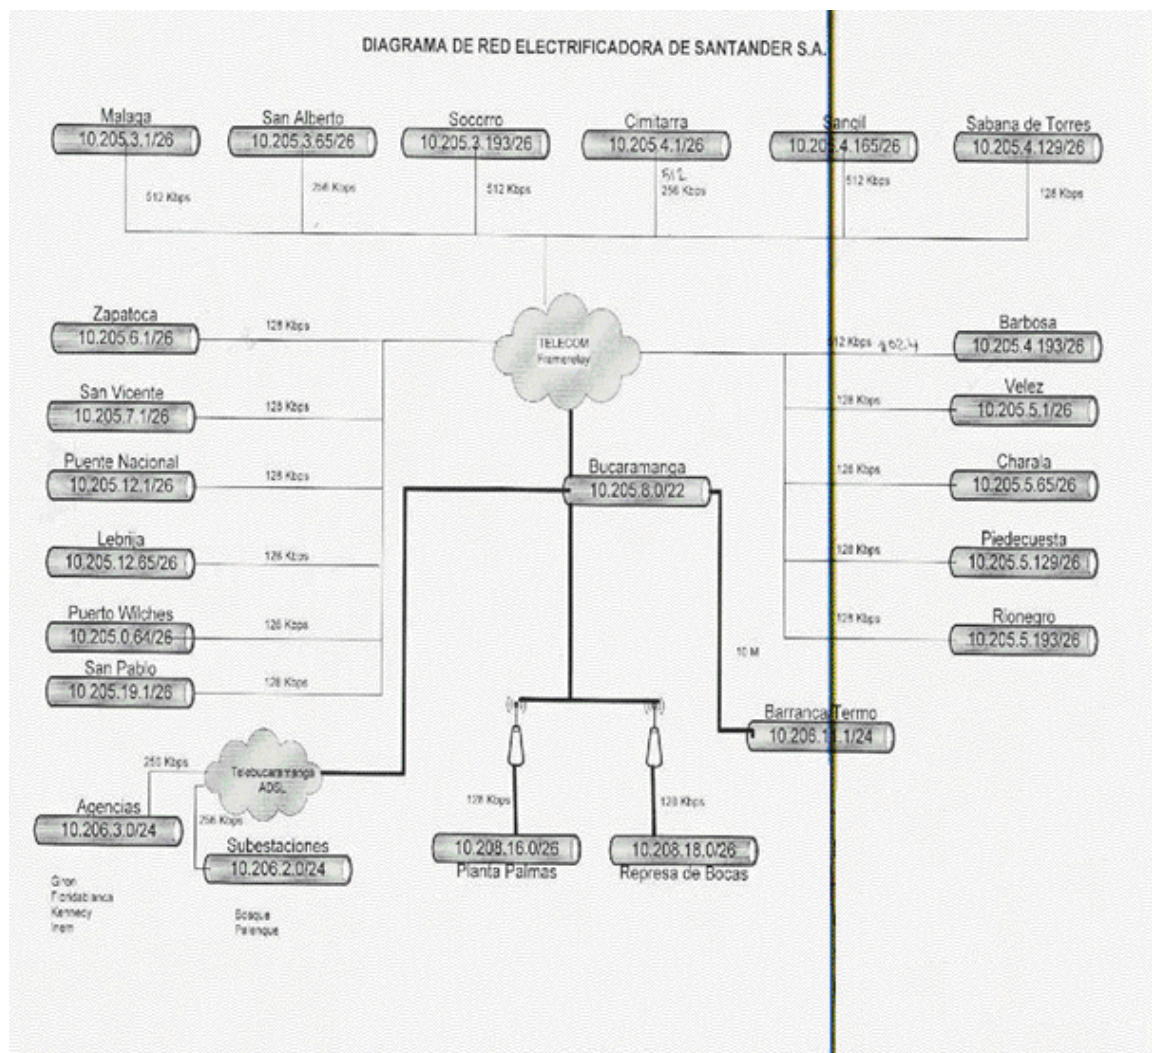 DIAGRAMA DE RED ELECTRIFICADORA DE SANTANDER S.A.
Malaga
10.205.3.1/26
512 Kbps
San Alberto
10.205.3.65/26
256 Kbps
Socorro
10.205.3.193/26
512 Kbps
Cimitarra
10.205.4.1/26
512
256 Kbps
Sangil
10.205.4.165/26
512 Kbps
Sabana de Torres
10.205.4.129/26
128 Kbps
TELECOM
Framerelay
Zapatoca
10.205.6.1/26
128 Kbps
San Vicente
10.205.7.1/26
128 Kbps
Puente Nacional
10.205.12.1/26
128 Kbps
Lebrija
10.205.12.65/26
128 Kbps
Puerto Wilches
10.205.0.64/26
128 Kbps
San Pablo
10.205.19.1/26
128 Kbps
Barbosa
10.205.4.193/26
512 Kbps 1024
Velez
10.205.5.1/26
128 Kbps
Charala
10.205.5.65/26
128 Kbps
Piedecuesta
10.205.5.129/26
128 Kbps
Rionegro
10.205.5.193/26
128 Kbps
Bucaramanga
10.205.8.0/22
10 M
Barranca Termo
10.206.11.1/24
Telebucaramanga
ADSL
256 Kbps
Agencias
10.206.3.0/24
Giron
Floridablanca
Kennedy
Inem
256 Kbps
Subestaciones
10.206.2.0/24
Bosque
Palenque
128 Kbps
10.208.16.0/26
Planta Palmas
128 Kbps
10.208.18.0/26
Represa de Bocas